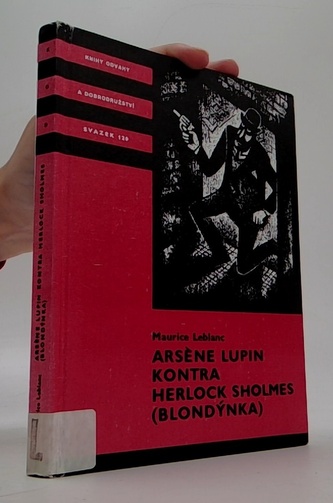 KNIHY ODVAHY
A DOBRODRUŽSTVÍ
SVAZEK 128
Maurice Leblanc
ARSÈNE LUPIN
KONTRA
HERLOCK SHOLMES
(BLONDÝNKA)
ARSÈNE LUPIN KONTRA HERLOCK SHOLMES
(BLONDÝNKA)
Leblanc